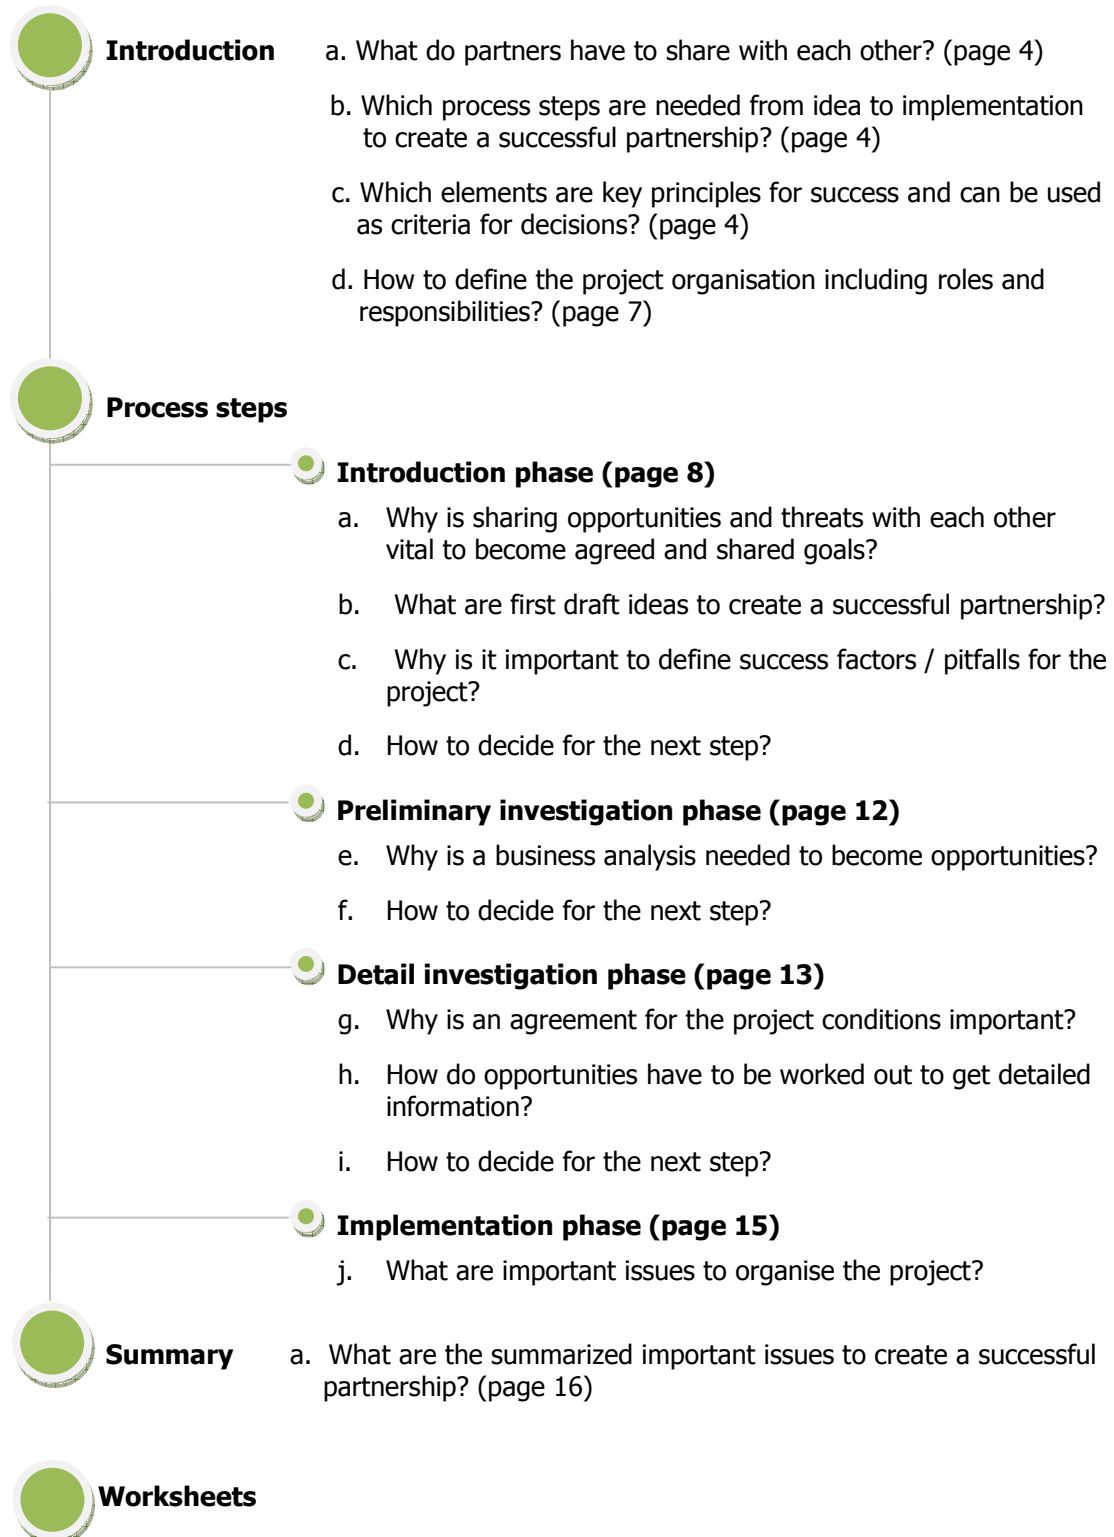 Introduction a. What do partners have to share with each other? (page 4)
b. Which process steps are needed from idea to implementation
to create a successful partnership? (page 4)
c. Which elements are key principles for success and can be used
as criteria for decisions? (page 4)
d. How to define the project organisation including roles and
responsibilities? (page 7)
Process steps
Introduction phase (page 8)
a. Why is sharing opportunities and threats with each other
vital to become agreed and shared goals?
b. What are first draft ideas to create a successful partnership?
c. Why is it important to define success factors / pitfalls for the
project?
d. How to decide for the next step?
Preliminary investigation phase (page 12)
e. Why is a business analysis needed to become opportunities?
f. How to decide for the next step?
Detail investigation phase (page 13)
g. Why is an agreement for the project conditions important?
h. How do opportunities have to be worked out to get detailed
information?
i. How to decide for the next step?
Implementation phase (page 15)
j. What are important issues to organise the project?
Summary a. What are the summarized important issues to create a successful
partnership? (page 16)
Worksheets